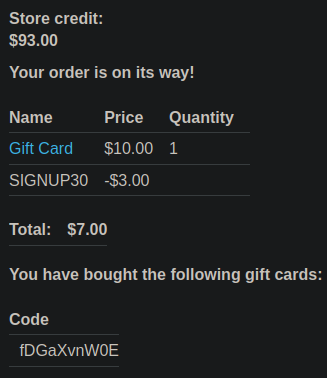 Store credit:
$93.00
Your order is on its way!
Name Price Quantity
Gift Card $10.00 1
SIGNUP30 -$3.00
Total: $7.00
You have bought the following gift cards:
Code
fDGaXvnW0E